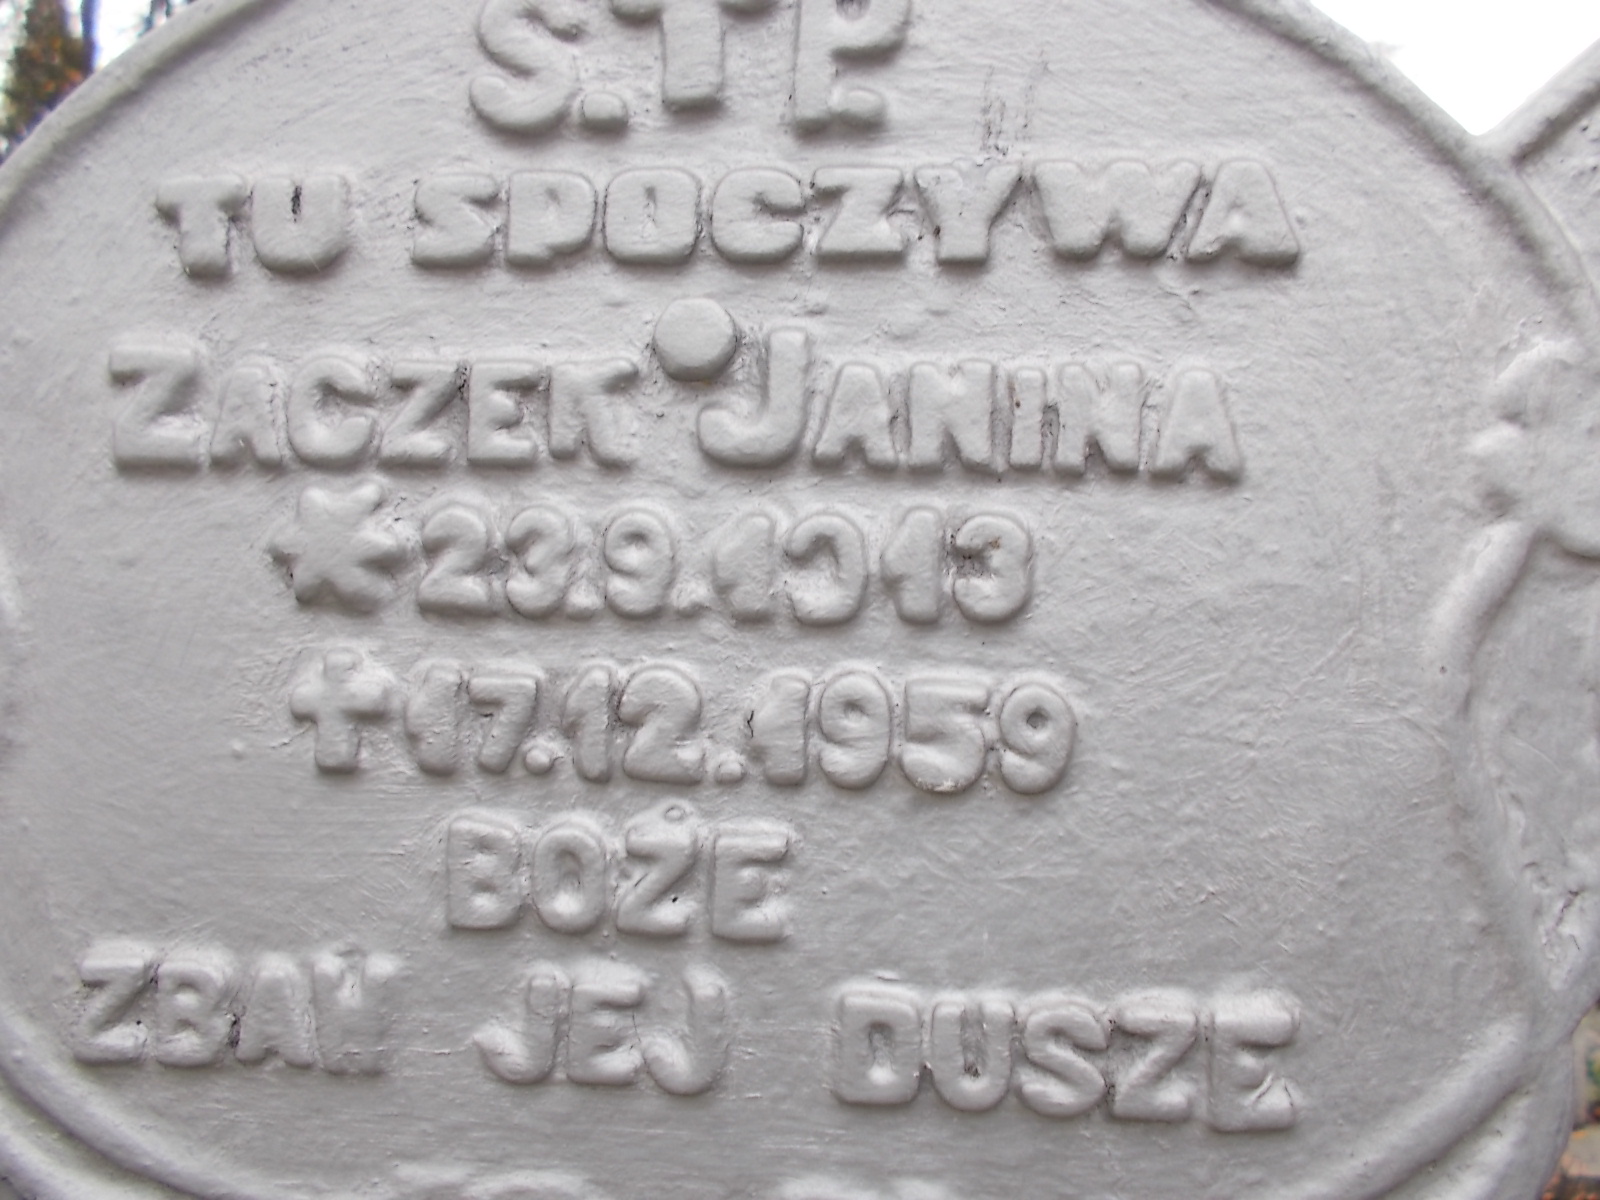 Ś.†P.
TU SPOCZYWA
ZACZEK JANINA
* 23.9.1913
† 17.12.1959
BOŻE
ZBAW JEJ DUSZE